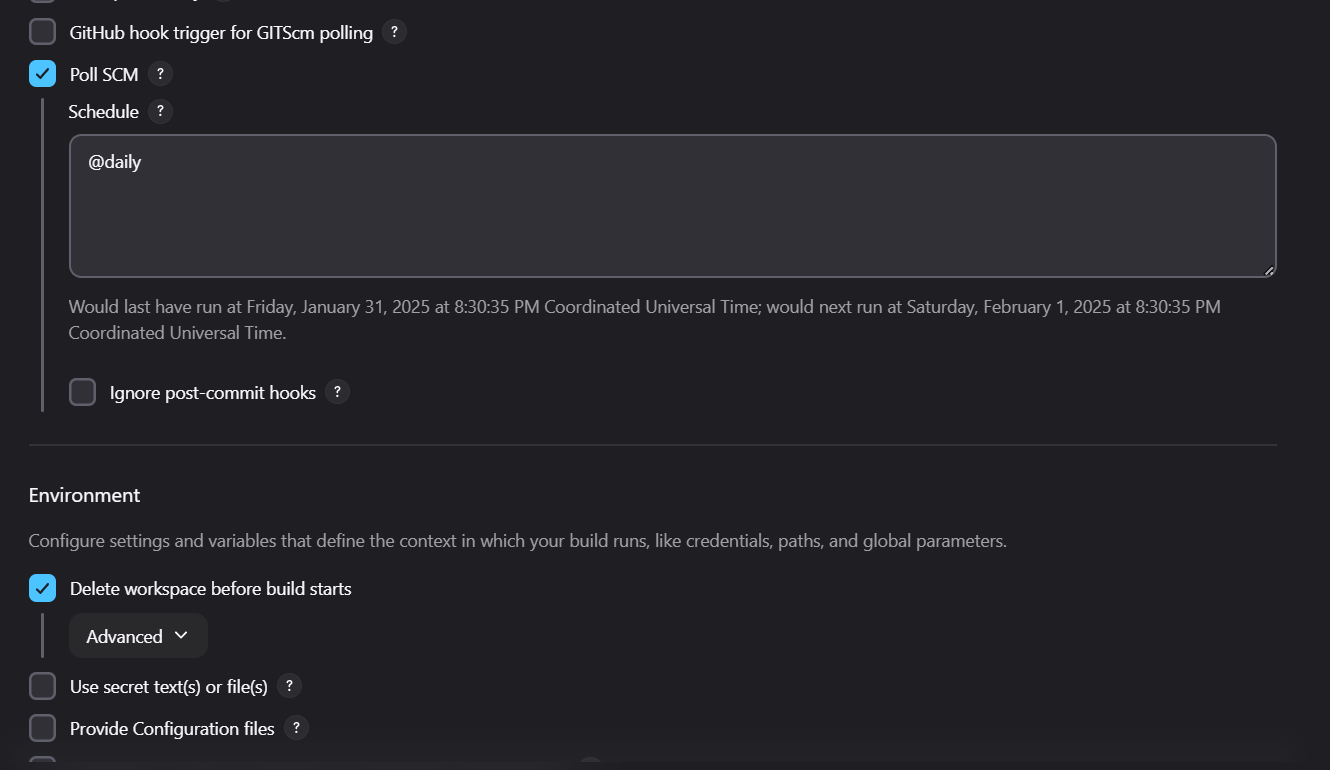 GitHub hook trigger for GITScm polling ?
Poll SCM ?
Schedule ?
@daily
Would last have run at Friday, January 31, 2025 at 8:30:35 PM Coordinated Universal Time; would next run at Saturday, February 1, 2025 at 8:30:35 PM
Coordinated Universal Time.
Ignore post-commit hooks ?
Environment
Configure settings and variables that define the context in which your build runs, like credentials, paths, and global parameters.
Delete workspace before build starts
Advanced
Use secret text(s) or file(s) ?
Provide Configuration files ?